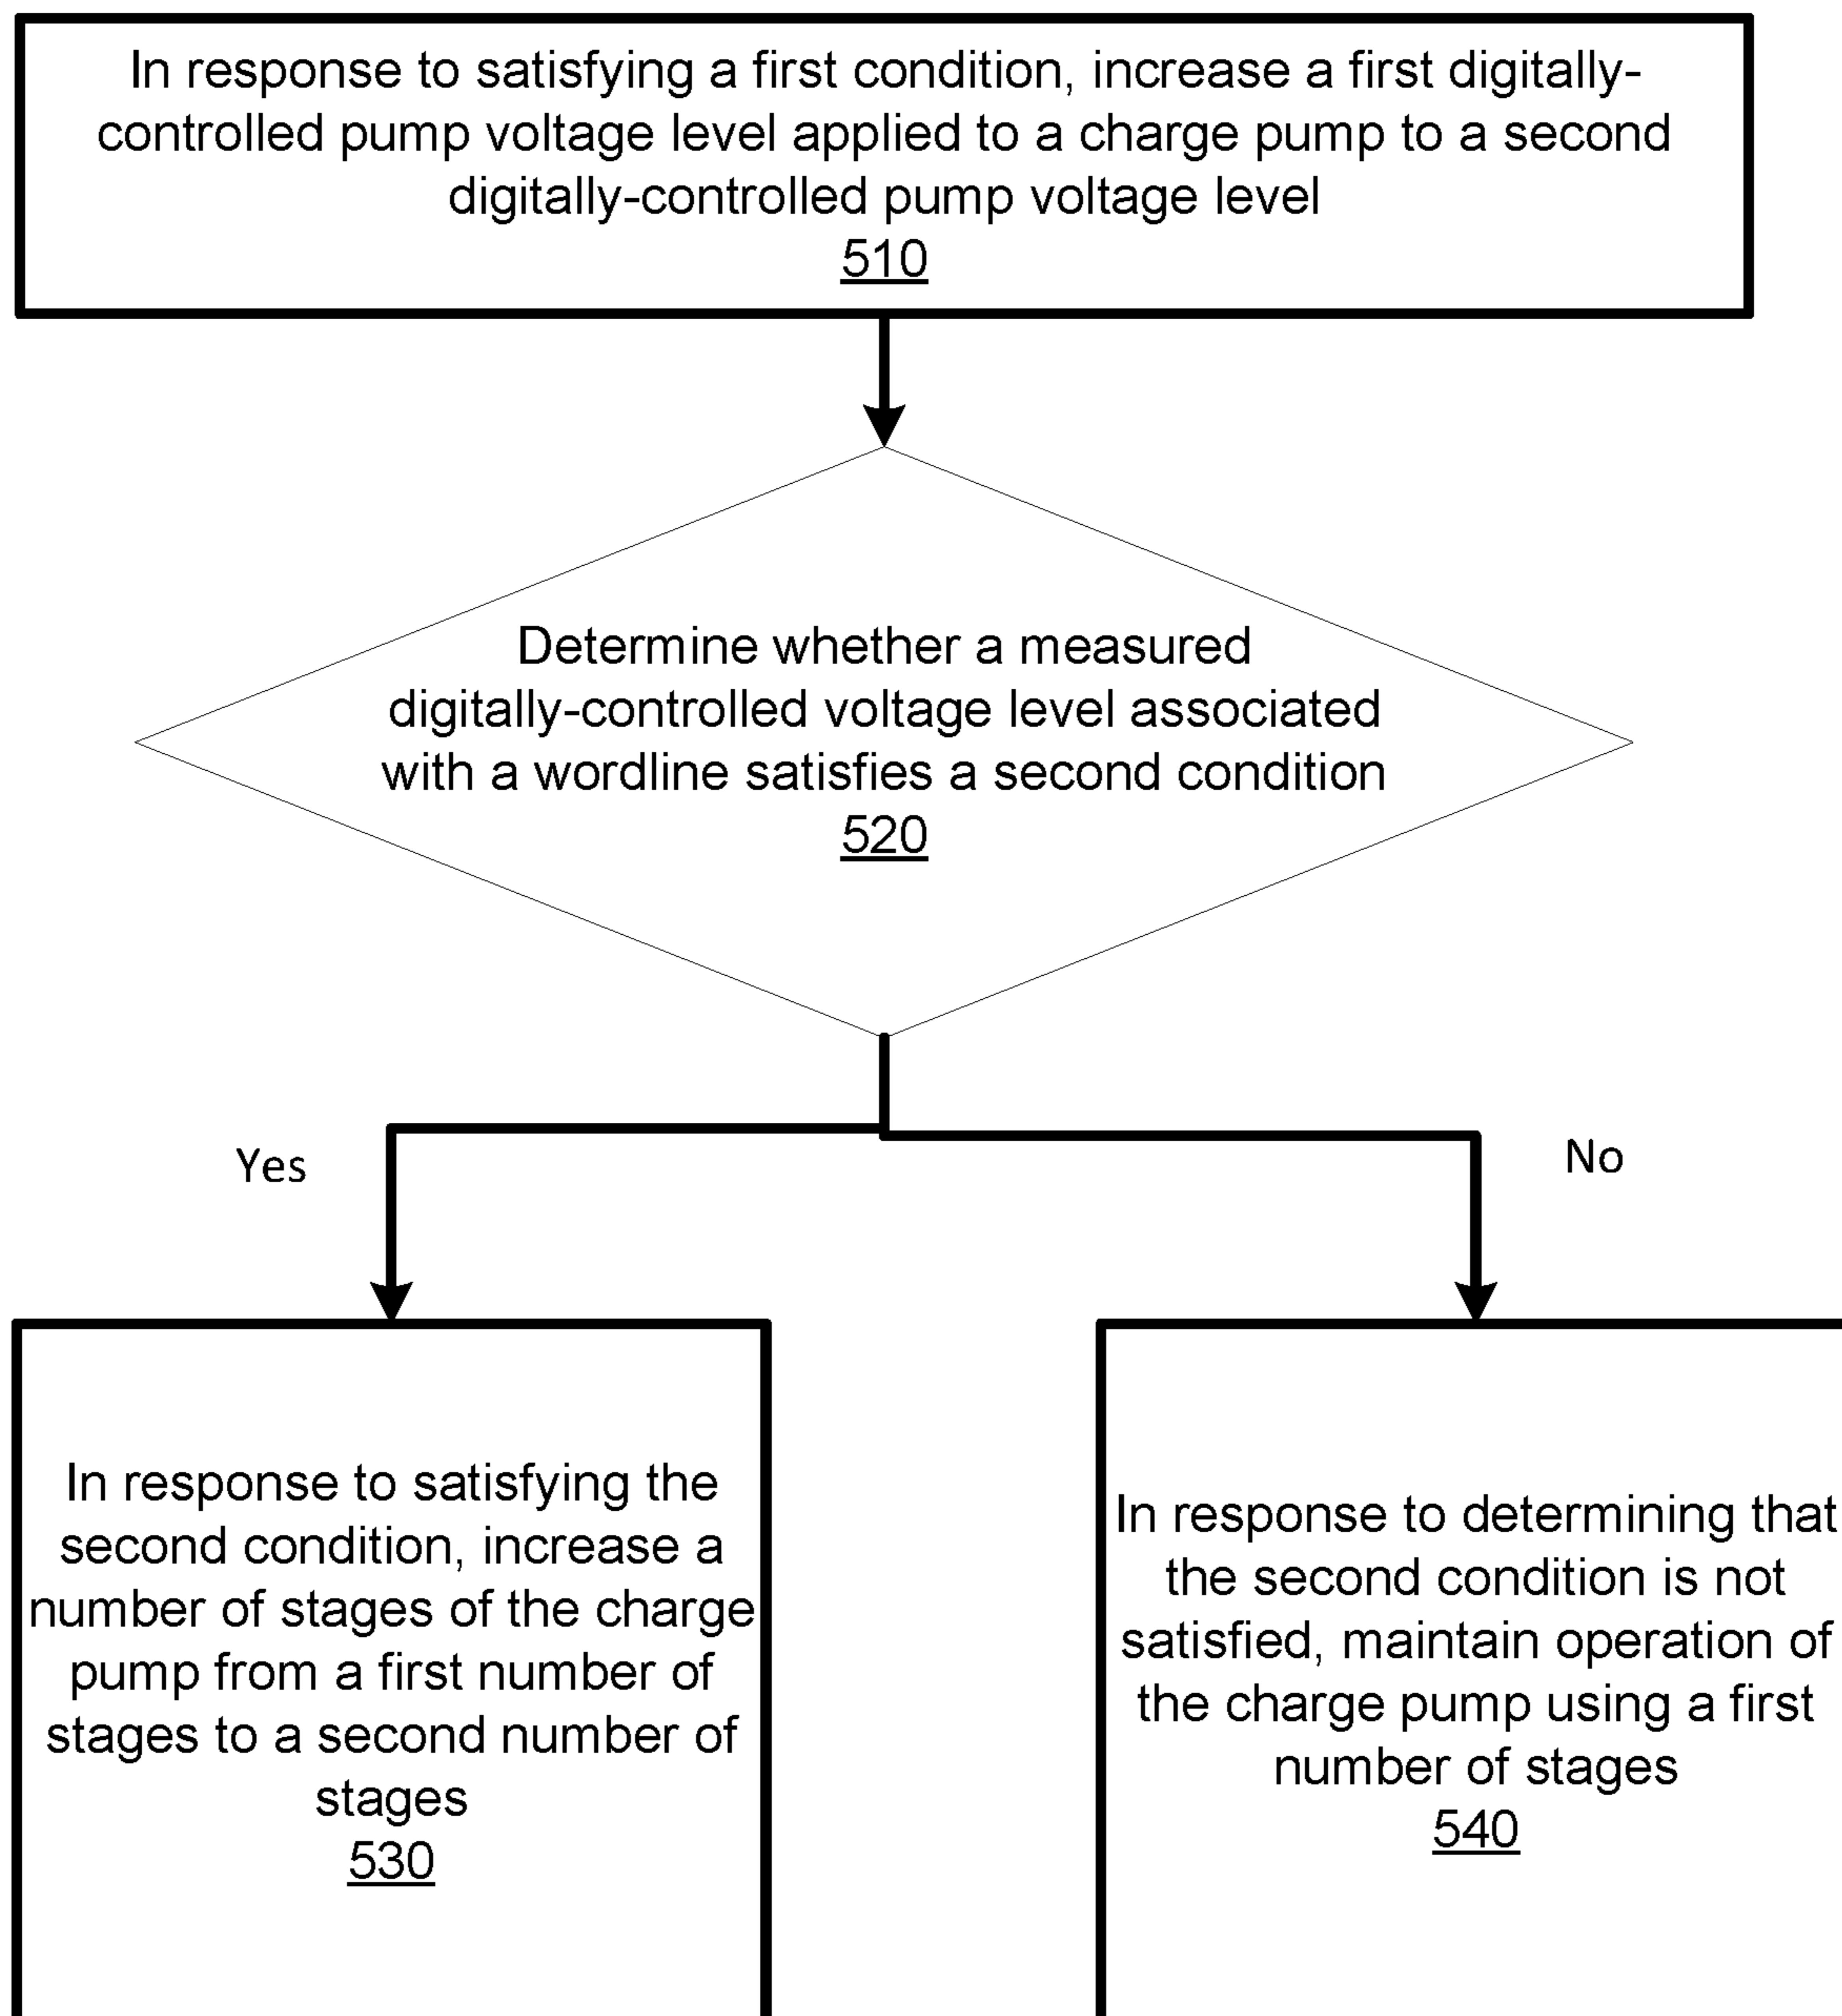 In response to satisfying a first condition, increase a first digitally-
controlled pump voltage level applied to a charge pump to a second
digitally-controlled pump voltage level
510
Determine whether a measured
digitally-controlled voltage level associated
with a wordline satisfies a second condition
520
Yes
No
In response to satisfying the
second condition, increase a
number of stages of the charge
pump from a first number of
stages to a second number of
stages
530
In response to determining that
the second condition is not
satisfied, maintain operation of
the charge pump using a first
number of stages
540